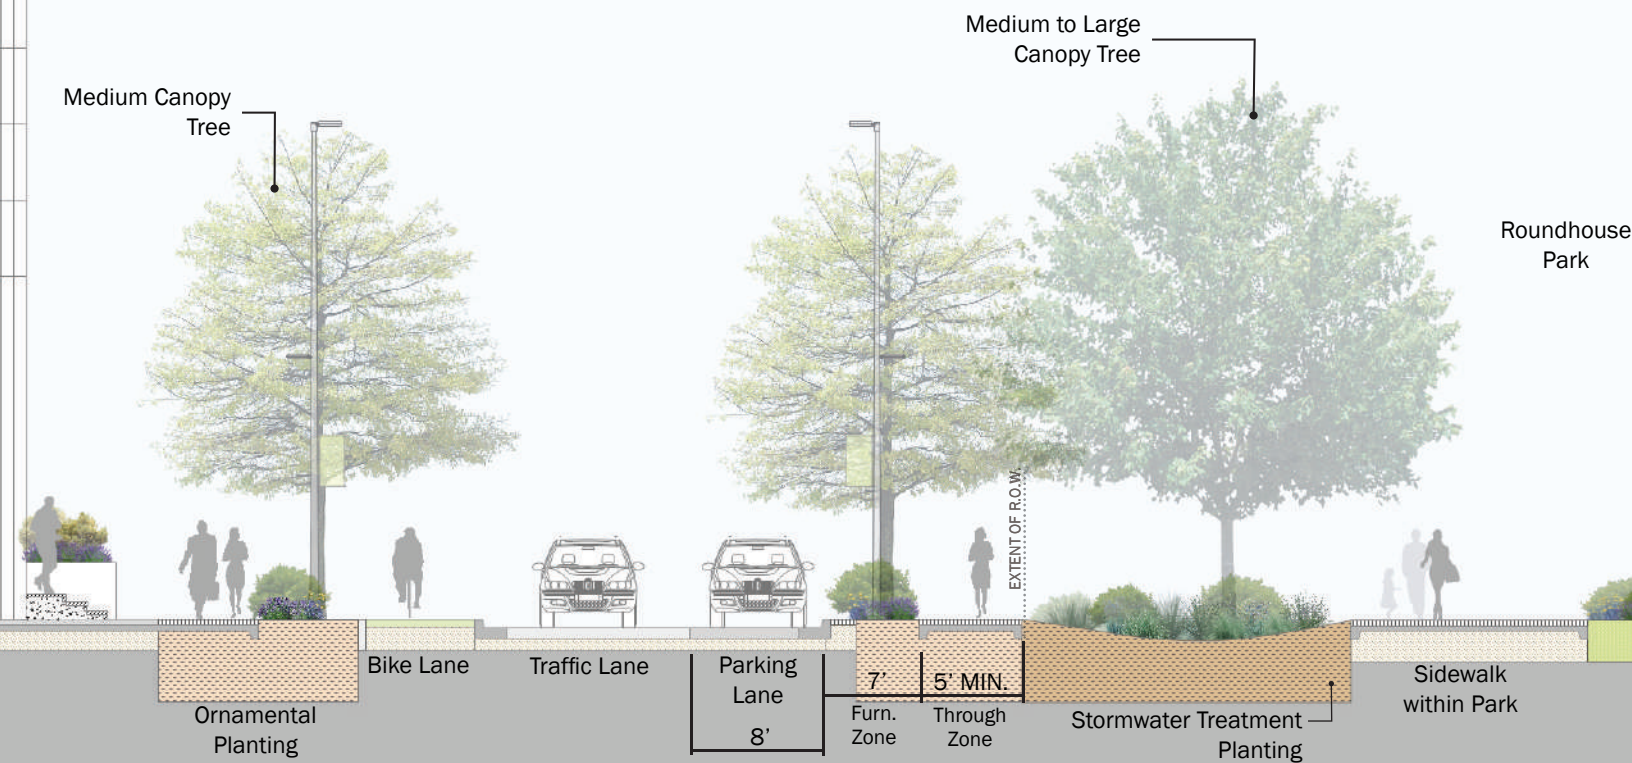 Medium to Large
Canopy Tree
Medium Canopy
Tree
Roundhouse
Park
EXTENT OF R.O.W.
Bike Lane
Traffic Lane
Parking
Lane
8'
7'
Furn.
Zone
5' MIN.
Through
Zone
Ornamental
Planting
Stormwater Treatment
Planting
Sidewalk
within Park